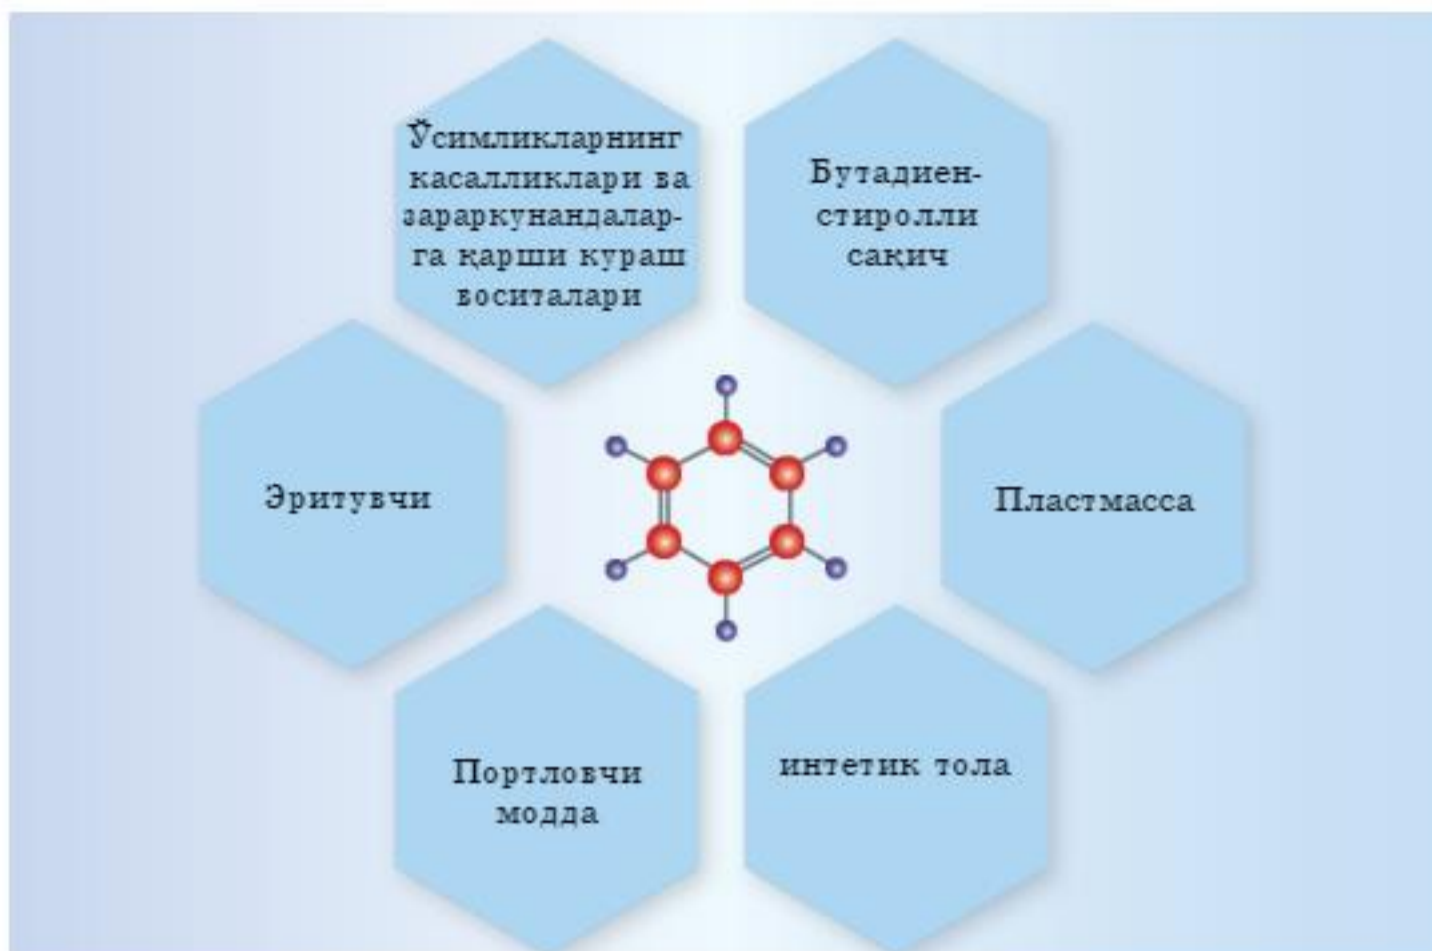 Ўсимликларнинг
касалликлари ва
зараркунандалар-
га қарши кураш
воситалари
Бутадиен-
стиролли
сақич
Эритувчи
Пластмасса
Портловчи
модда
интетик тола